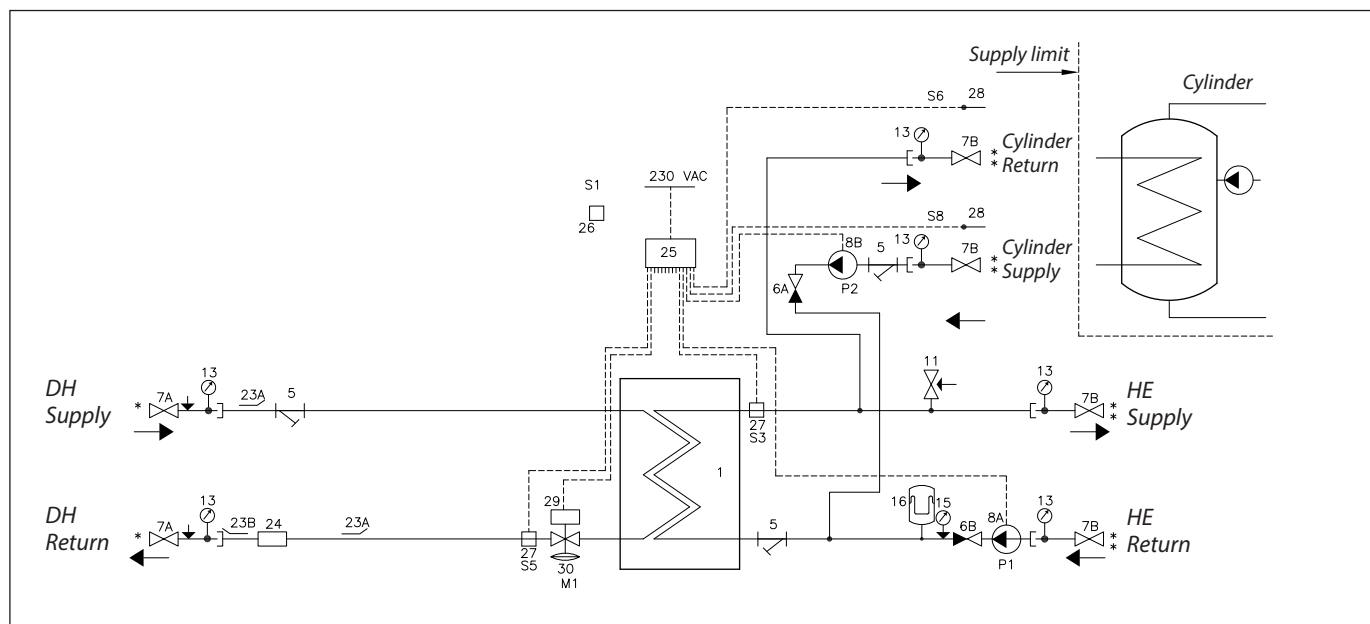 Supply limit
Cylinder
S6 28
13
7B
* *
Cylinder
Return
230 VAC
S1
26
25
S8 28
13
7B
* *
Cylinder
Supply
8B
5
6A
P2
DH
Supply
*
7A
13
23A
5
27
S3
11
13
7B
* *
HE
Supply
1
DH
Return
*
7A
13
23B
24
23A
27
S5
29
30
M1
5
16
15
6B
8A
P1
13
7B
* *
HE
Return